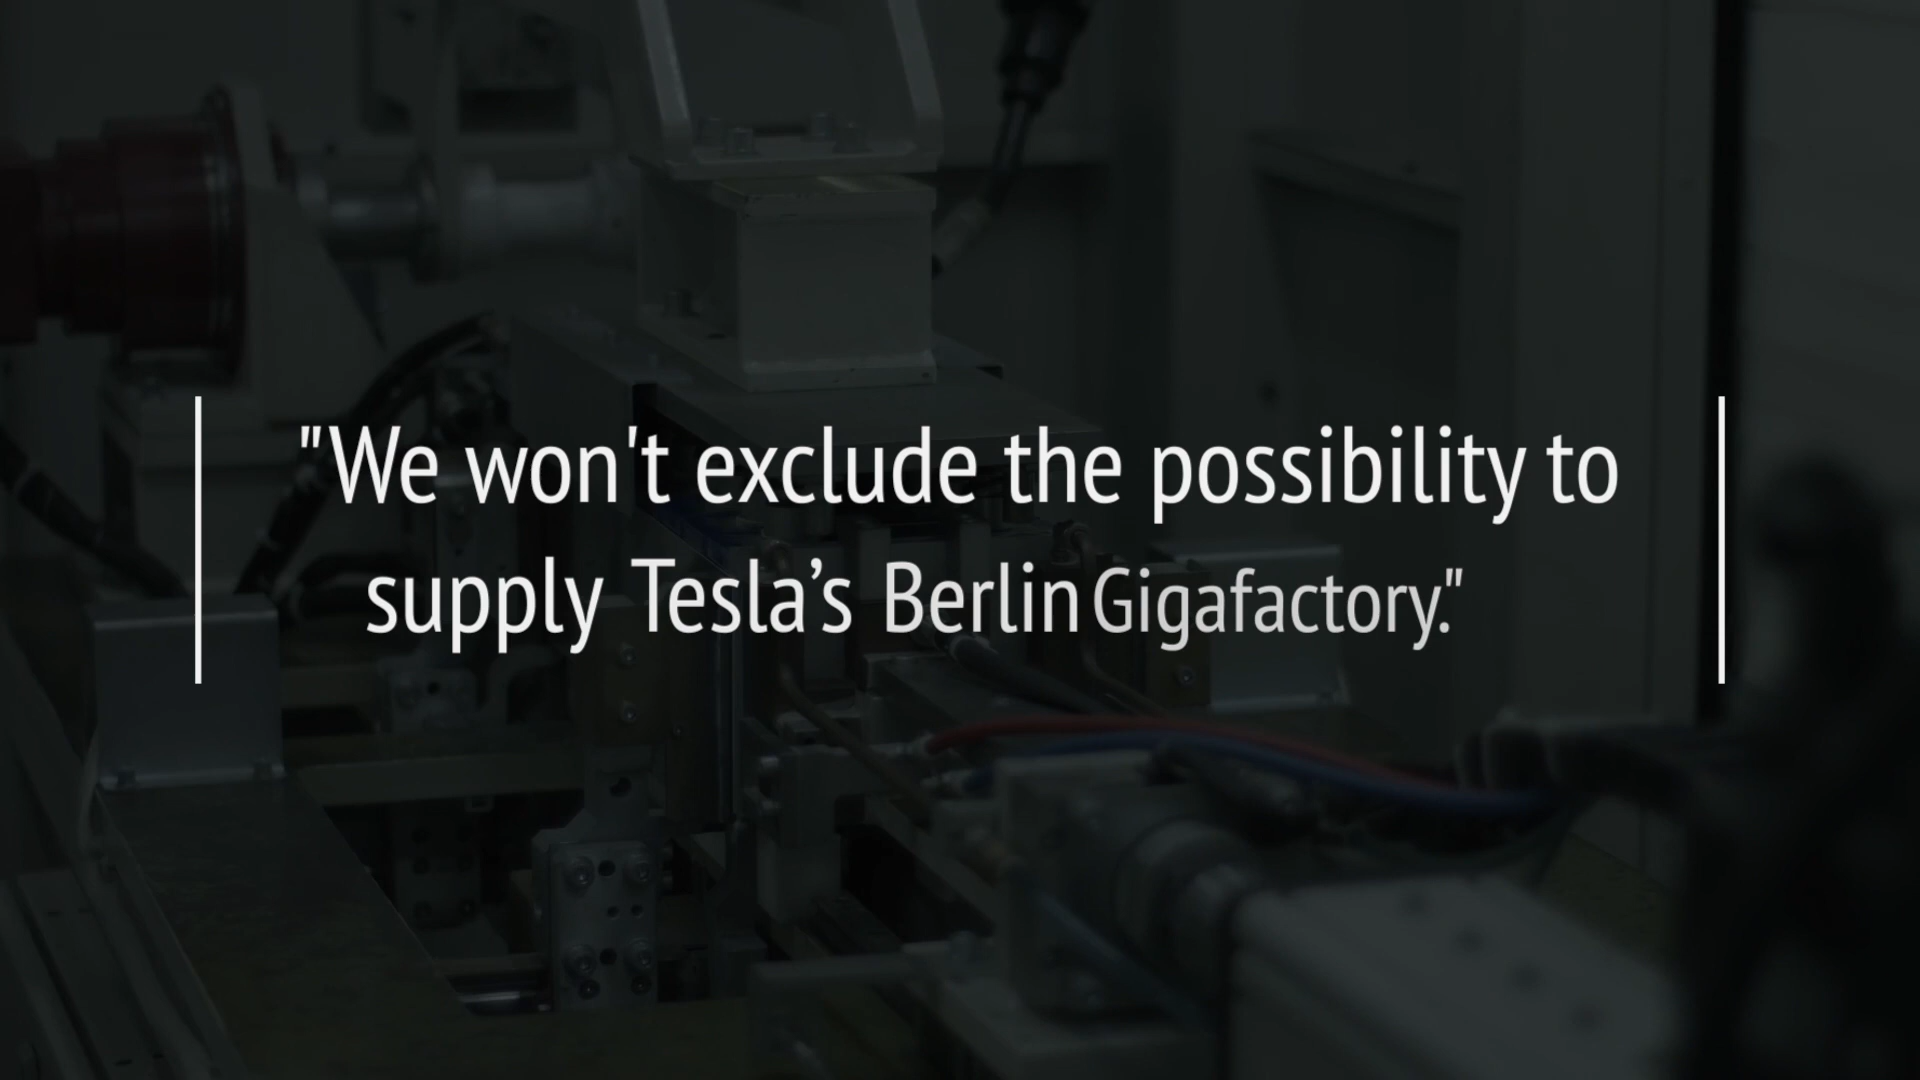 "We won't exclude the possibility to
supply Tesla’s Berlin Gigafactory."